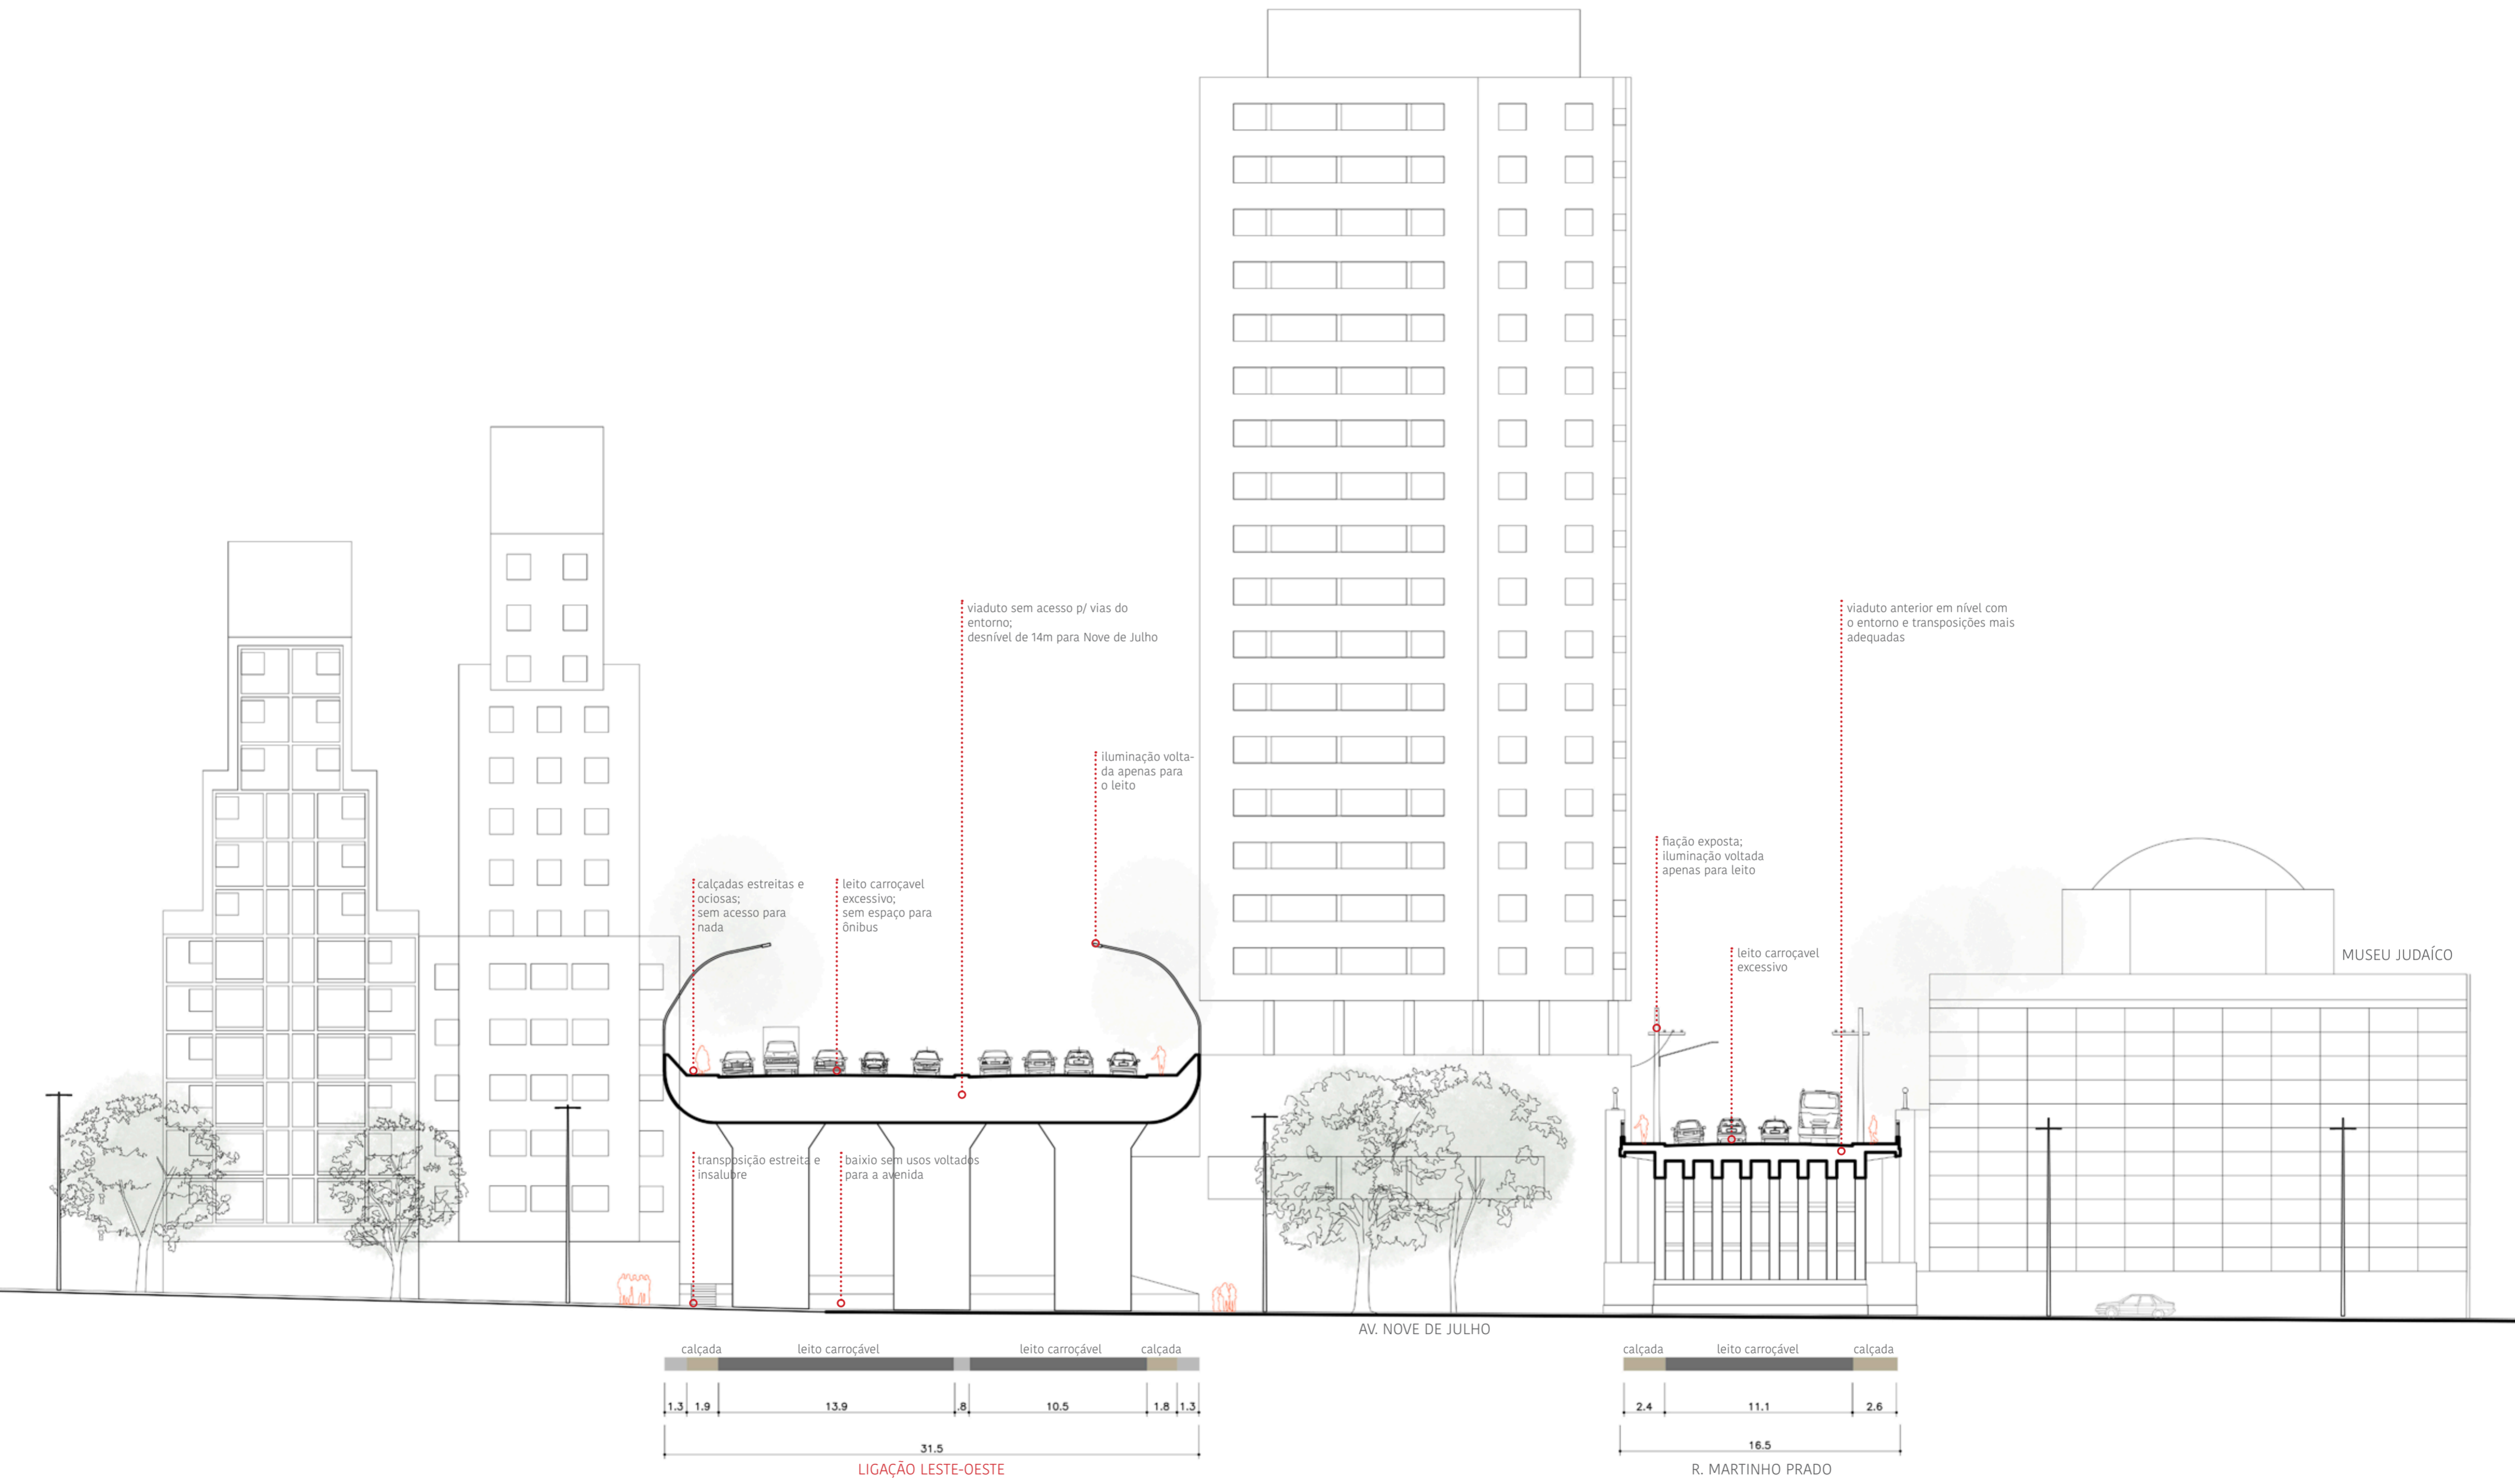 viaduto sem acesso p/ vias do
entorno;
desnível de 14m para Nove de Julho
viaduto anterior em nível com
o entorno e transposições mais
adequadas
iluminação volta-
da apenas para
o leito
fiação exposta;
iluminação voltada
apenas para leito
calçadas estreitas e
ociosas;
sem acesso para
nada
leito carroçavel
excessivo;
sem espaço para
ônibus
leito carroçavel
excessivo
MUSEU JUDAÍCO
transposição estreita e
insalubre
baixio sem usos voltados
para a avenida
AV. NOVE DE JULHO
calçada leito carroçável leito carroçável calçada
calçada leito carroçável calçada
1.3 1.9 13.9 .8 10.5 1.8 1.3
2.4 11.1 2.6
31.5
16.5
LIGAÇÃO LESTE-OESTE
R. MARTINHO PRADO